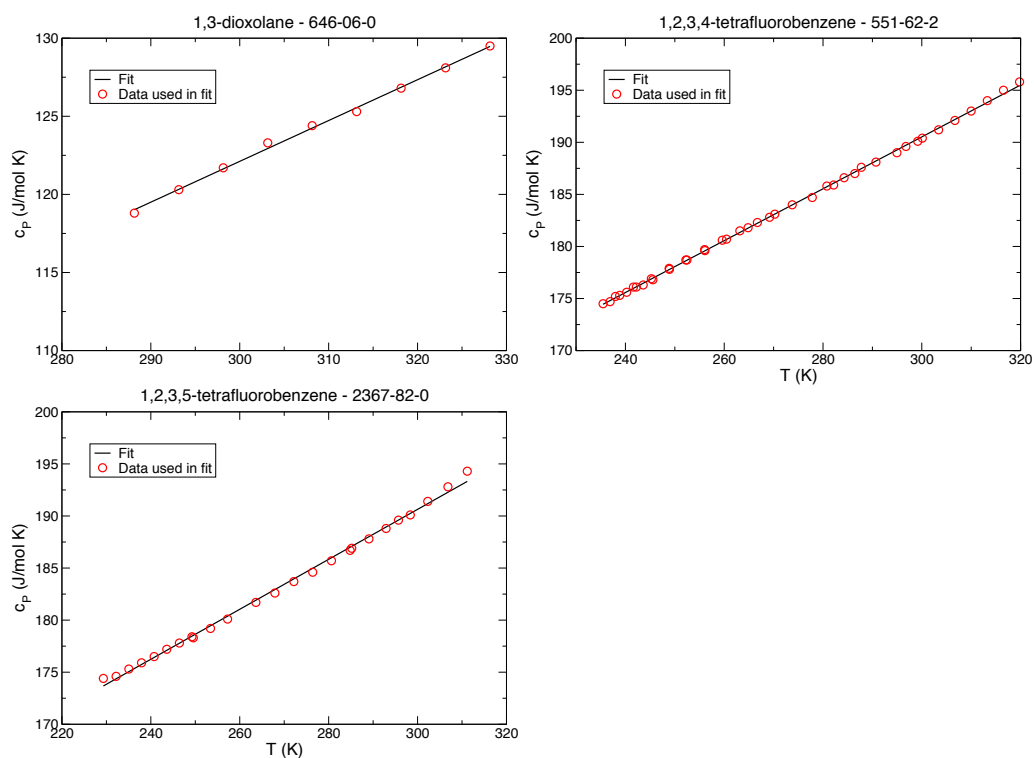 1,3-dioxolane - 646-06-0
130
125
120
115
110
280
290
300
310
320
330
c_P (J/mol K)
Fit
Data used in fit
1,2,3,4-tetrafluorobenzene - 551-62-2
200
195
190
185
180
175
170
240
260
280
300
320
T (K)
c_P (J/mol K)
Fit
Data used in fit
1,2,3,5-tetrafluorobenzene - 2367-82-0
200
195
190
185
180
175
170
220
240
260
280
300
320
T (K)
c_P (J/mol K)
Fit
Data used in fit